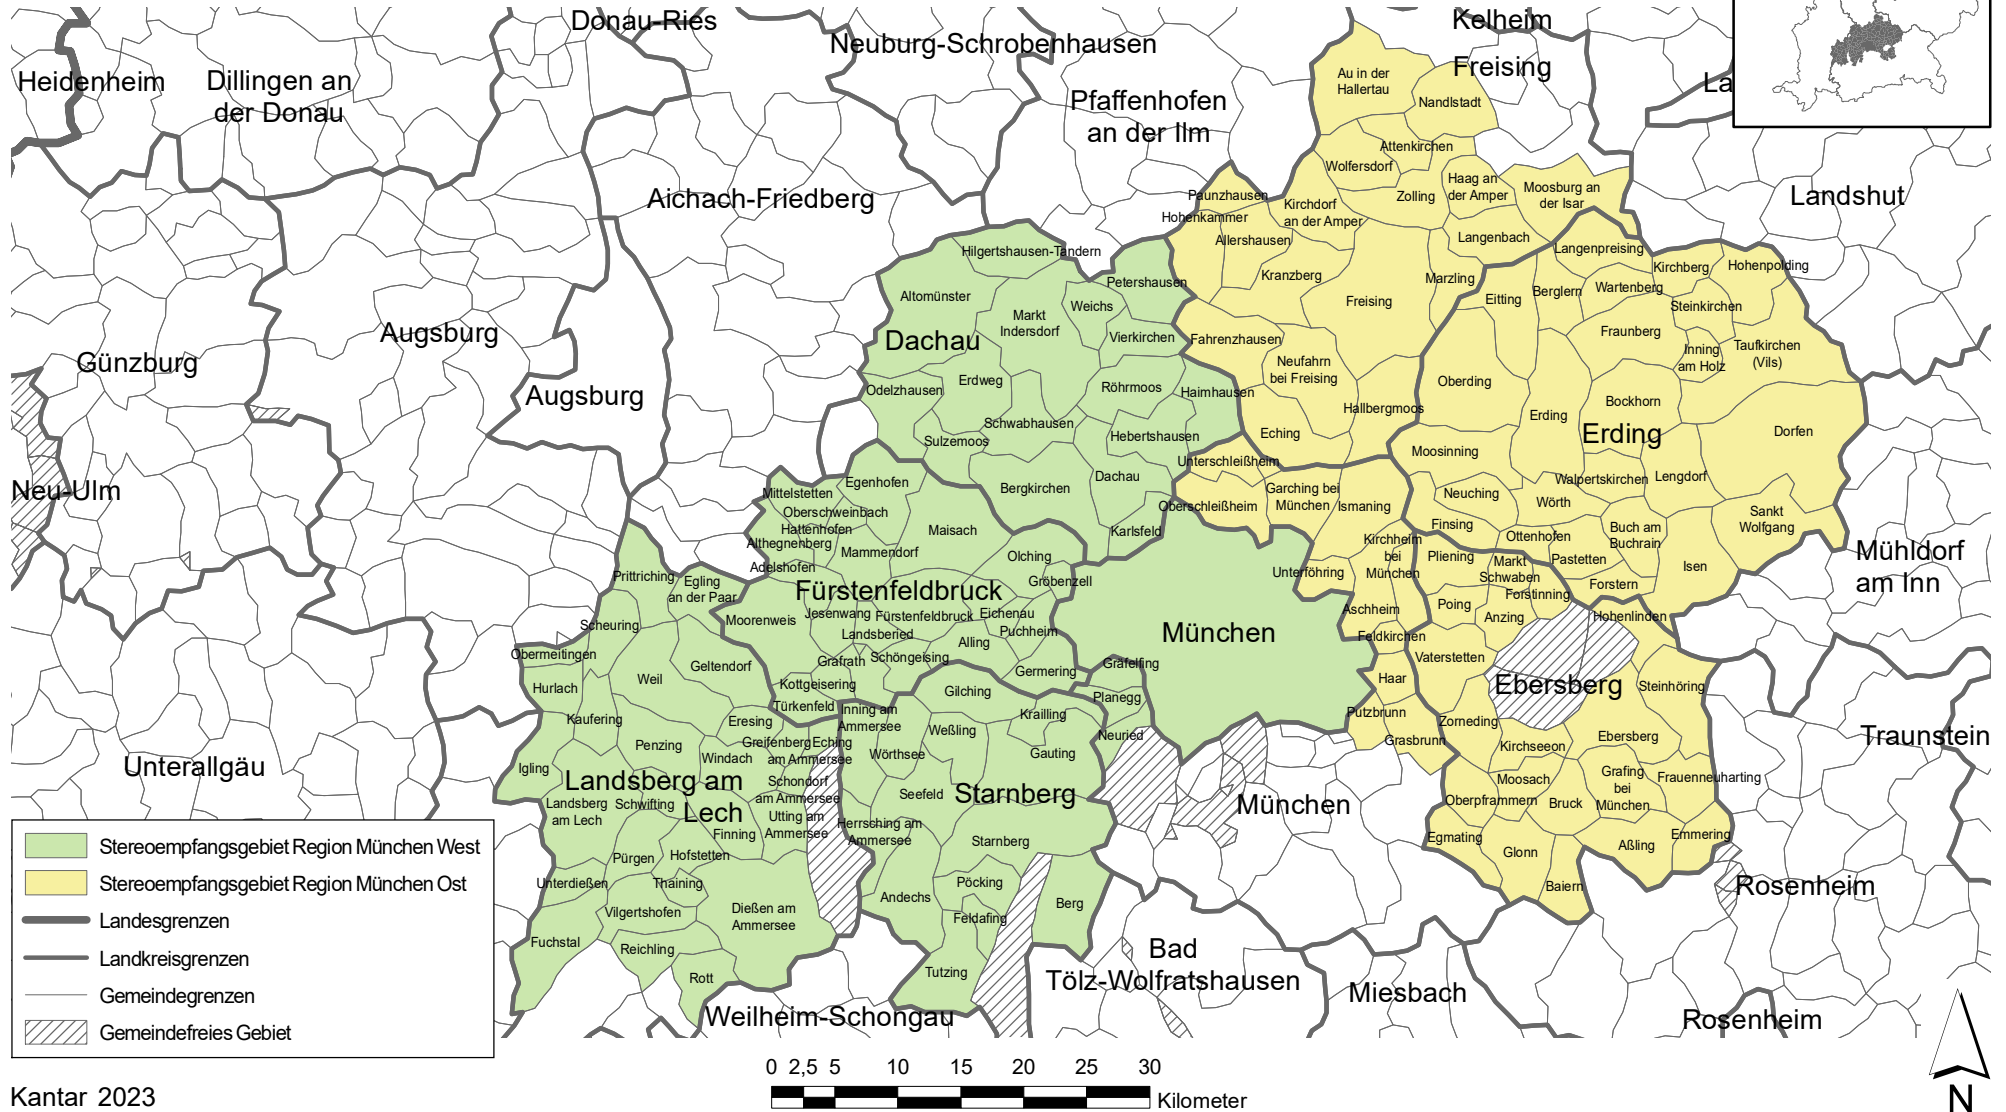 Donau-Ries
Kelheim
Neuburg-Schrobenhausen
Freising
Heidenheim
Dillingen an
der Donau
La
Au in der
Hallertau
Nandlstadt
Pfaffenhofen
an der Ilm
Attenkirchen
Wolfersdorf
Haag an
der Amper
Moosburg an
der Isar
Zolling
Landshut
Aichach-Friedberg
Paunzhausen
Kirchdorf
an der Amper
Hohenkammer
Allershausen
Langenbach
Langenpreising
Hilgertshausen-Tandern
Kirchberg
Hohenpolding
Kranzberg
Marzling
Petershausen
Altomünster
Weichs
Freising
Eitting
Berglern
Wartenberg
Steinkirchen
Markt
Indersdorf
Augsburg
Dachau
Vierkirchen
Fahrenzhausen
Fraunberg
Inning
am Holz
Taufkirchen
(Vils)
Günzburg
Neufahrn
bei Freising
Erdweg
Odelzhausen
Röhrmoos
Haimhausen
Oberding
Augsburg
Hallbergmoos
Bockhorn
Erding
Schwabhausen
Hebertshausen
Eching
Erding
Dorfen
Sulzemoos
Moosinning
Unterschleißheim
Neu-Ulm
Mittelstetten
Egenhofen
Bergkirchen
Dachau
Walpertskirchen
Lengdorf
Garching bei
München
Ismaning
Neuching
Wörth
Oberschleißheim
Oberschweinbach
Hattenhofen
Maisach
Karlsfeld
Finsing
Buch am
Buchrain
Sankt
Wolfgang
Althegnenberg
Mammendorf
Ottenhofen
Kirchheim
bei
München
Mühldorf
am Inn
Adelshofen
Olching
Pliening
Markt
Schwaben
Pastetten
Isen
Prittriching
Egling
an der Paar
Fürstenfeldbruck
Gröbenzell
Unterföhring
Forstern
Forstinning
Moorenweis
Jesenwang
Fürstenfeldbruck
Eichenau
Aschheim
Poing
Anzing
Hohenlinden
Scheuring
Landsberied
Puchheim
München
Feldkirchen
Alling
Obermeitingen
Geltendorf
Grafrath
Schöngeising
Germering
Gräfelfing
Vaterstetten
Hurlach
Weil
Kottgeisering
Gilching
Planegg
Haar
Ebersberg
Steinhöring
Türkenfeld
Inning am
Ammersee
Krailling
Putzbrunn
Kaufering
Eresing
Weßling
Neuried
Zorneding
Penzing
Greifenberg
Eching
am Ammersee
Grasbrunn
Kirchseeon
Ebersberg
Traunstein
Windach
Wörthsee
Gauting
Unterallgäu
Igling
Landsberg am
Lech
Schondorf
am Ammersee
Seefeld
Starnberg
Moosach
Grafing
bei
München
Frauenneuharting
München
Landsberg
am Lech
Schwifting
Utting am
Ammersee
Oberpframmern
Bruck
Finning
Herrsching am
Ammersee
Starnberg
Egmating
Emmering
Aßling
Glonn
Pürgen
Hofstetten
Unterdießen
Thaining
Pöcking
Baiern
Rosenheim
Andechs
Berg
Vilgertshofen
Dießen am
Ammersee
Feldafing
Fuchstal
Reichling
Bad
Tölz-Wolfratshausen
Rott
Tutzing
Miesbach
Weilheim-Schongau
Rosenheim
Stereoempfangsgebiet Region München West
Stereoempfangsgebiet Region München Ost
Landesgrenzen
Landkreisgrenzen
Gemeindegrenzen
Gemeindefreies Gebiet
0 2,5 5 10 15 20 25 30
Kilometer
Kantar 2023
N